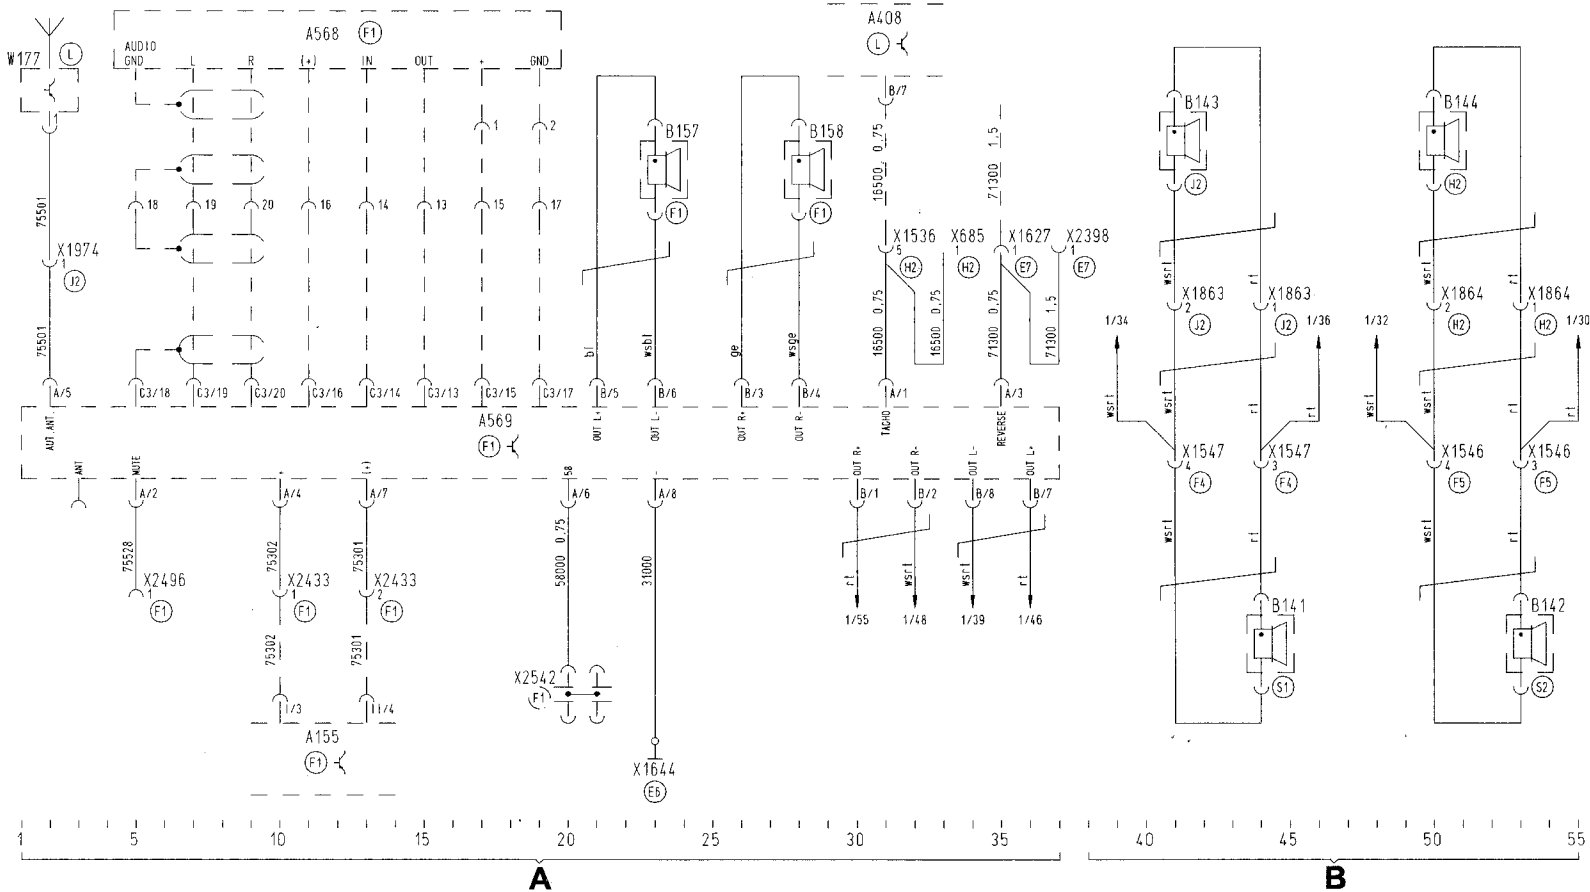 W177
L
1
75501
X1974
1
J2
75501
A/5
A568 F1
AUDIO
GND L R (+) IN OUT + GND
1 2
18 19 20 16 14 13 15 17
C3/18 C3/19 C3/20 C3/16 C3/14 C3/13 C3/15 C3/17
B157
F1
bl wsbl
B/5 B/6
B158
F1
ge wsge
B/3 B/4
A408
L
B/7
16500 0.75
71300 1.5
X1536 X685 X1627 X2398
5 1 1 1
H2 H2 E7 E7
16500 0.75
16500 0.75
71300 0.75
71300 1.5
A/1 A/3
AUT.ANT.
A569
F1
OUT L+
OUT L-
OUT R+
OUT R-
TACHO
REVERSE
ANT
MUTE
+
(+)
58
-
OUT R+
OUT R-
OUT L-
OUT L+
A/2 A/4 A/7 A/6 A/8 B/1 B/2 B/8 B/7
75528
75302
75301
58000 0.75
31000
rt wsrt wsrt rt
1/55 1/48 1/39 1/46
X2496
1
F1
X2433
1
F1
X2433
2
F1
75302
75301
I/3 II/4
A155
F1
X2542
F1
X1644
E6
B143
J2
wsrt rt
X1863
2
J2
X1863
1
J2
1/34 1/36
wsrt wsrt rt rt
X1547
4
F4
X1547
3
F4
wsrt rt
B141
S1
B144
H2
wsrt rt
X1864
2
H2
X1864
1
H2
1/32 1/30
wsrt wsrt rt rt
X1546
4
F5
X1546
3
F5
wsrt rt
B142
S2
1 5 10 15 20 25 30 35 40 45 50 55
A B